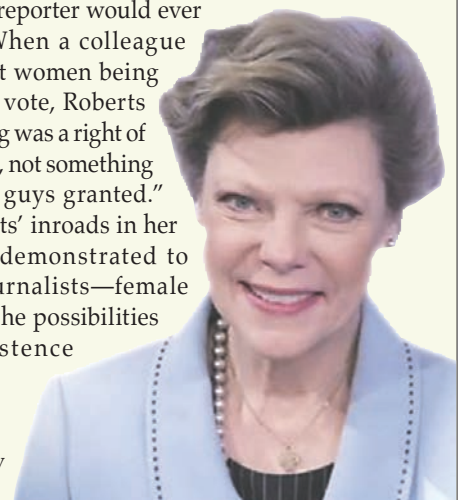 reporter would ever
When a colleague
t women being
vote, Roberts
g was a right of
, not something
guys granted.”
ts’ inroads in her
demonstrated to
urnalists—female
he possibilities
stence
y